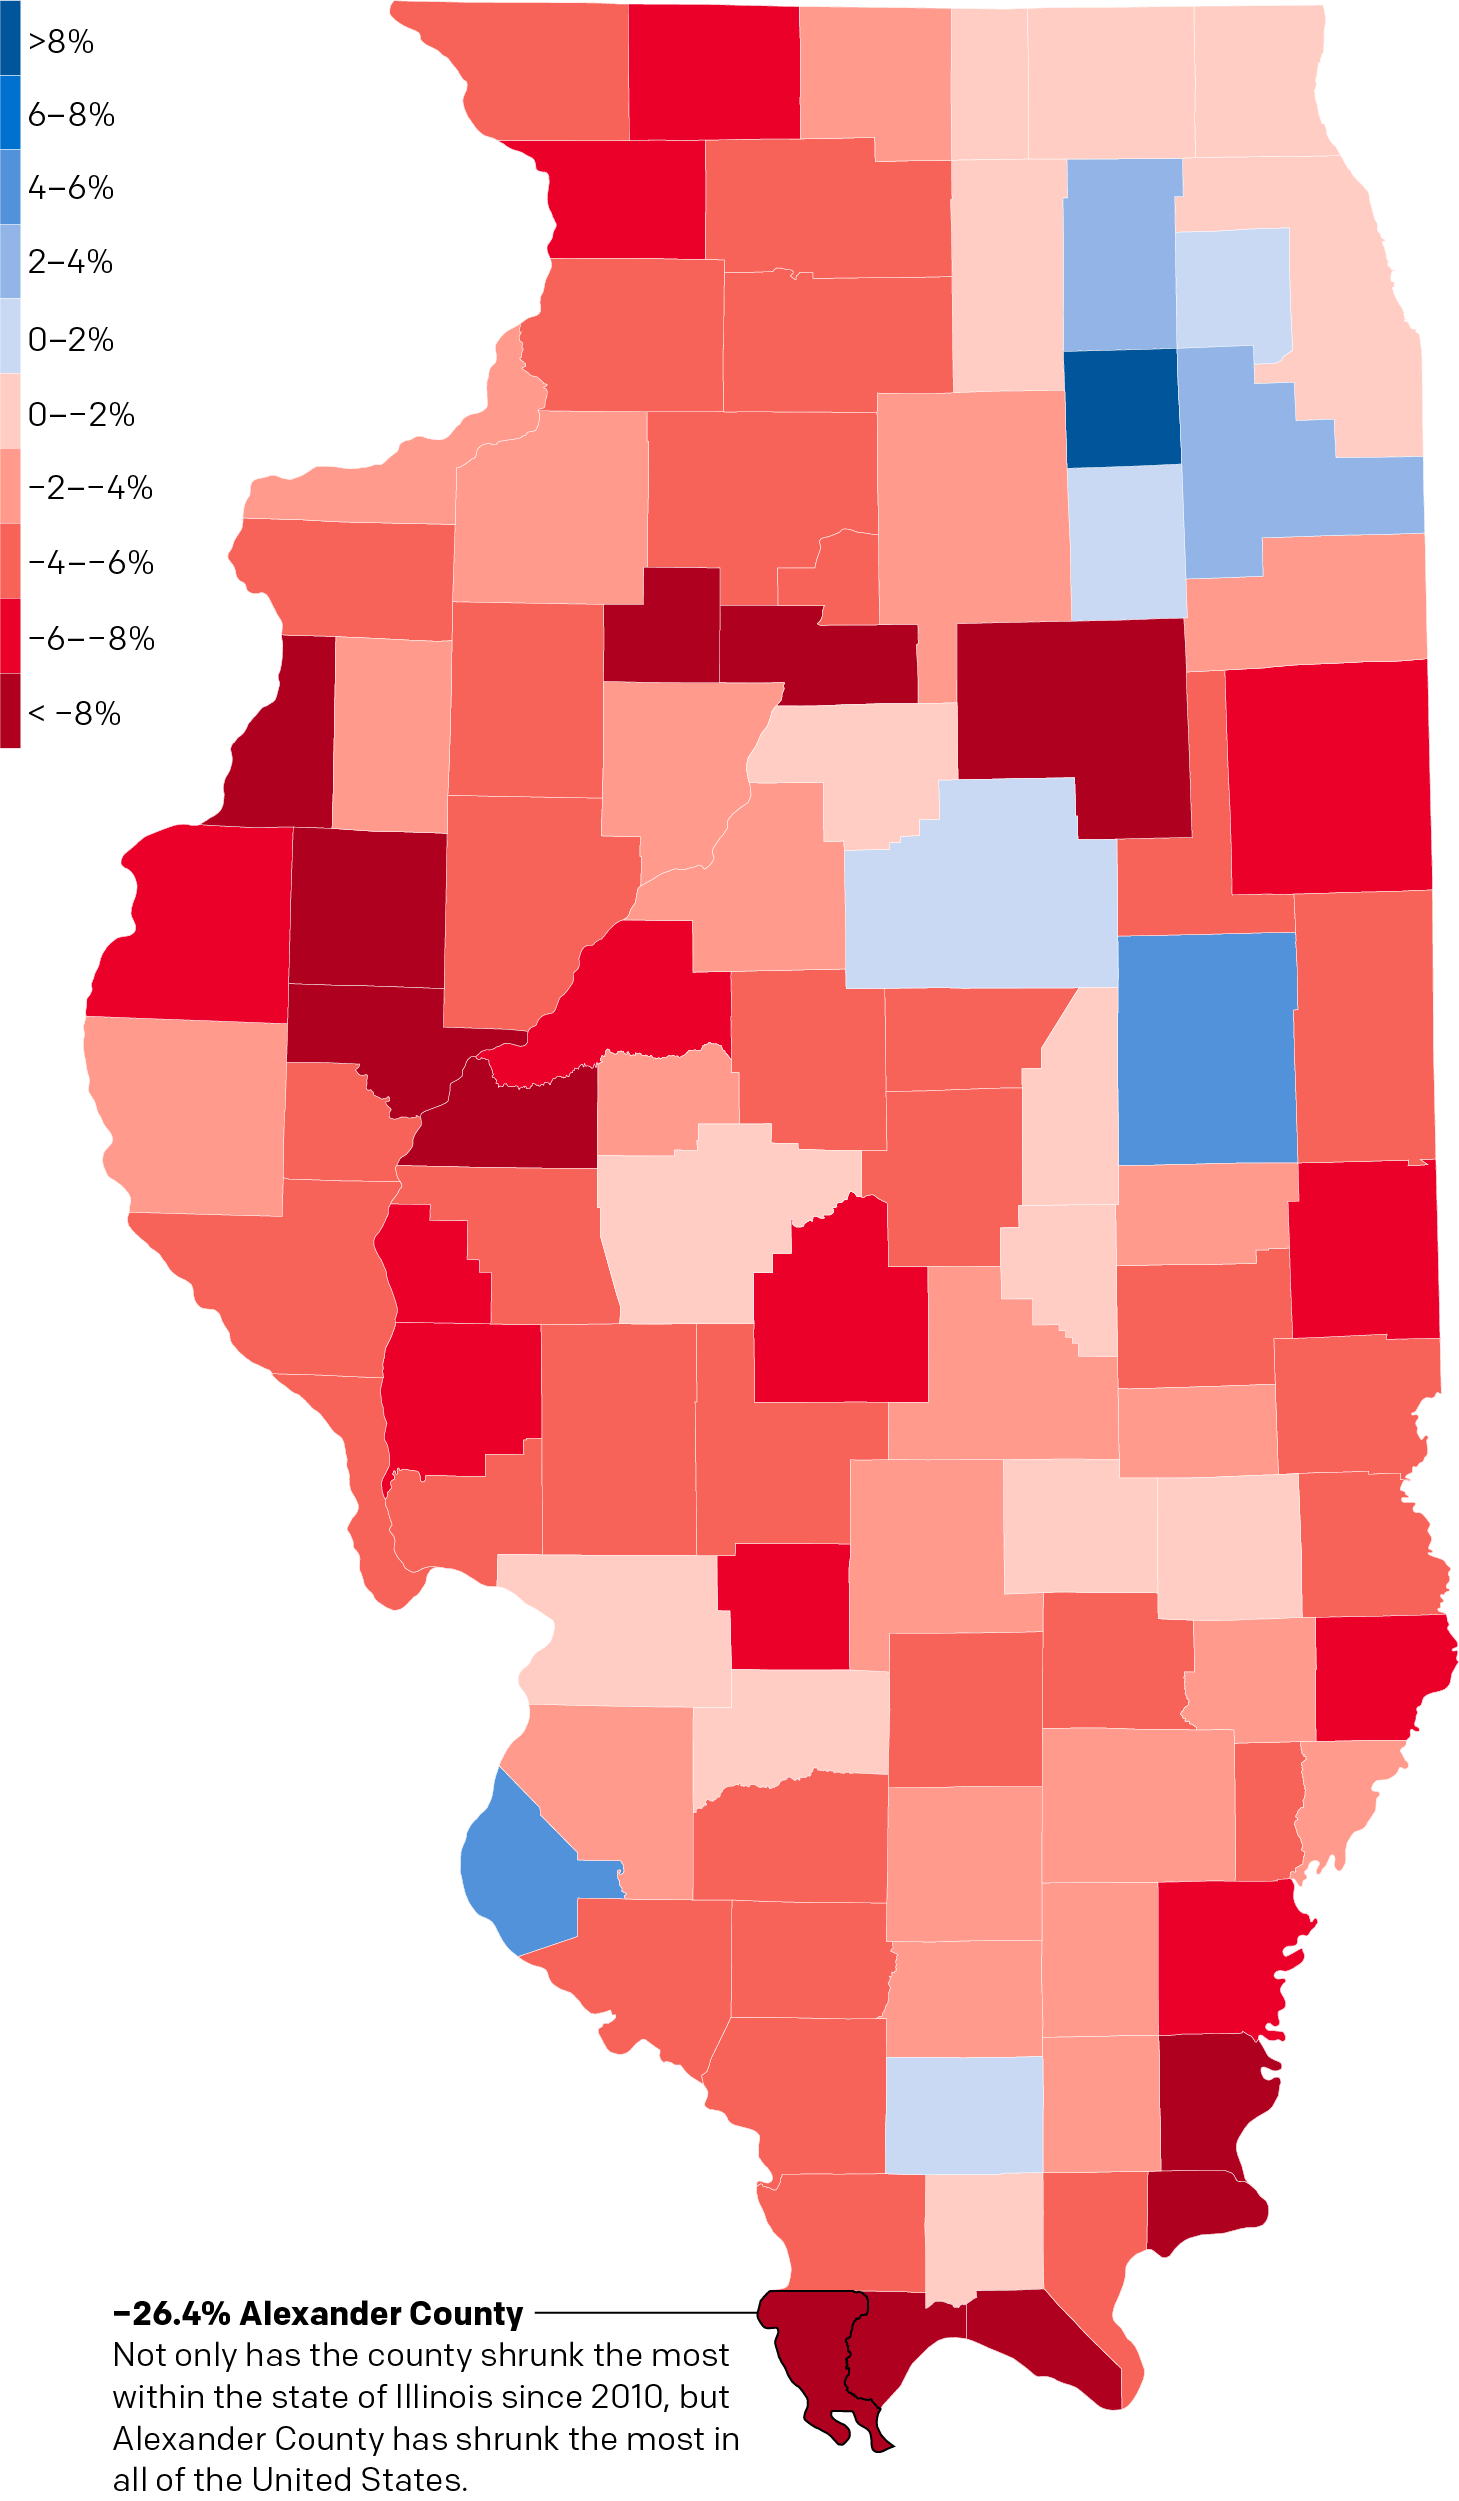 >8%
6–8%
4–6%
2–4%
0–2%
0–−2%
−2–−4%
−4–−6%
−6–−8%
< −8%
−26.4% Alexander County
Not only has the county shrunk the most
within the state of Illinois since 2010, but
Alexander County has shrunk the most in
all of the United States.